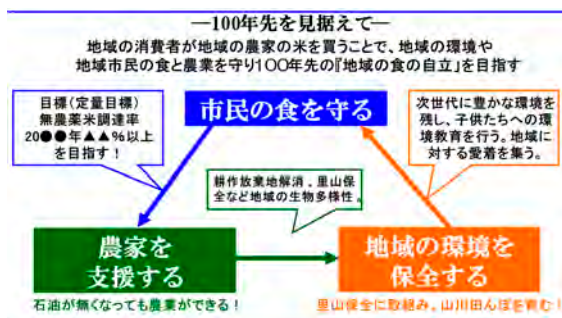 ―100年先を見据えて―
地域の消費者が地域の農家の米を買うことで、地域の環境や
地域市民の食と農業を守り100年先の『地域の食の自立』を目指す
目標(定量目標)
無農薬米調達率
20●●年▲▲%以上
を目指す!
市民の食を守る
次世代に豊かな環境を
残し、子供たちへの環
境教育を行う。地域に
対する愛着を集う。
耕作放棄地解消、里山保
全など地域の生物多様性。
農家を
支援する
地域の環境を
保全する
石油が無くなっても農業ができる!
里山保全に取組み、山川田んぼを育む!